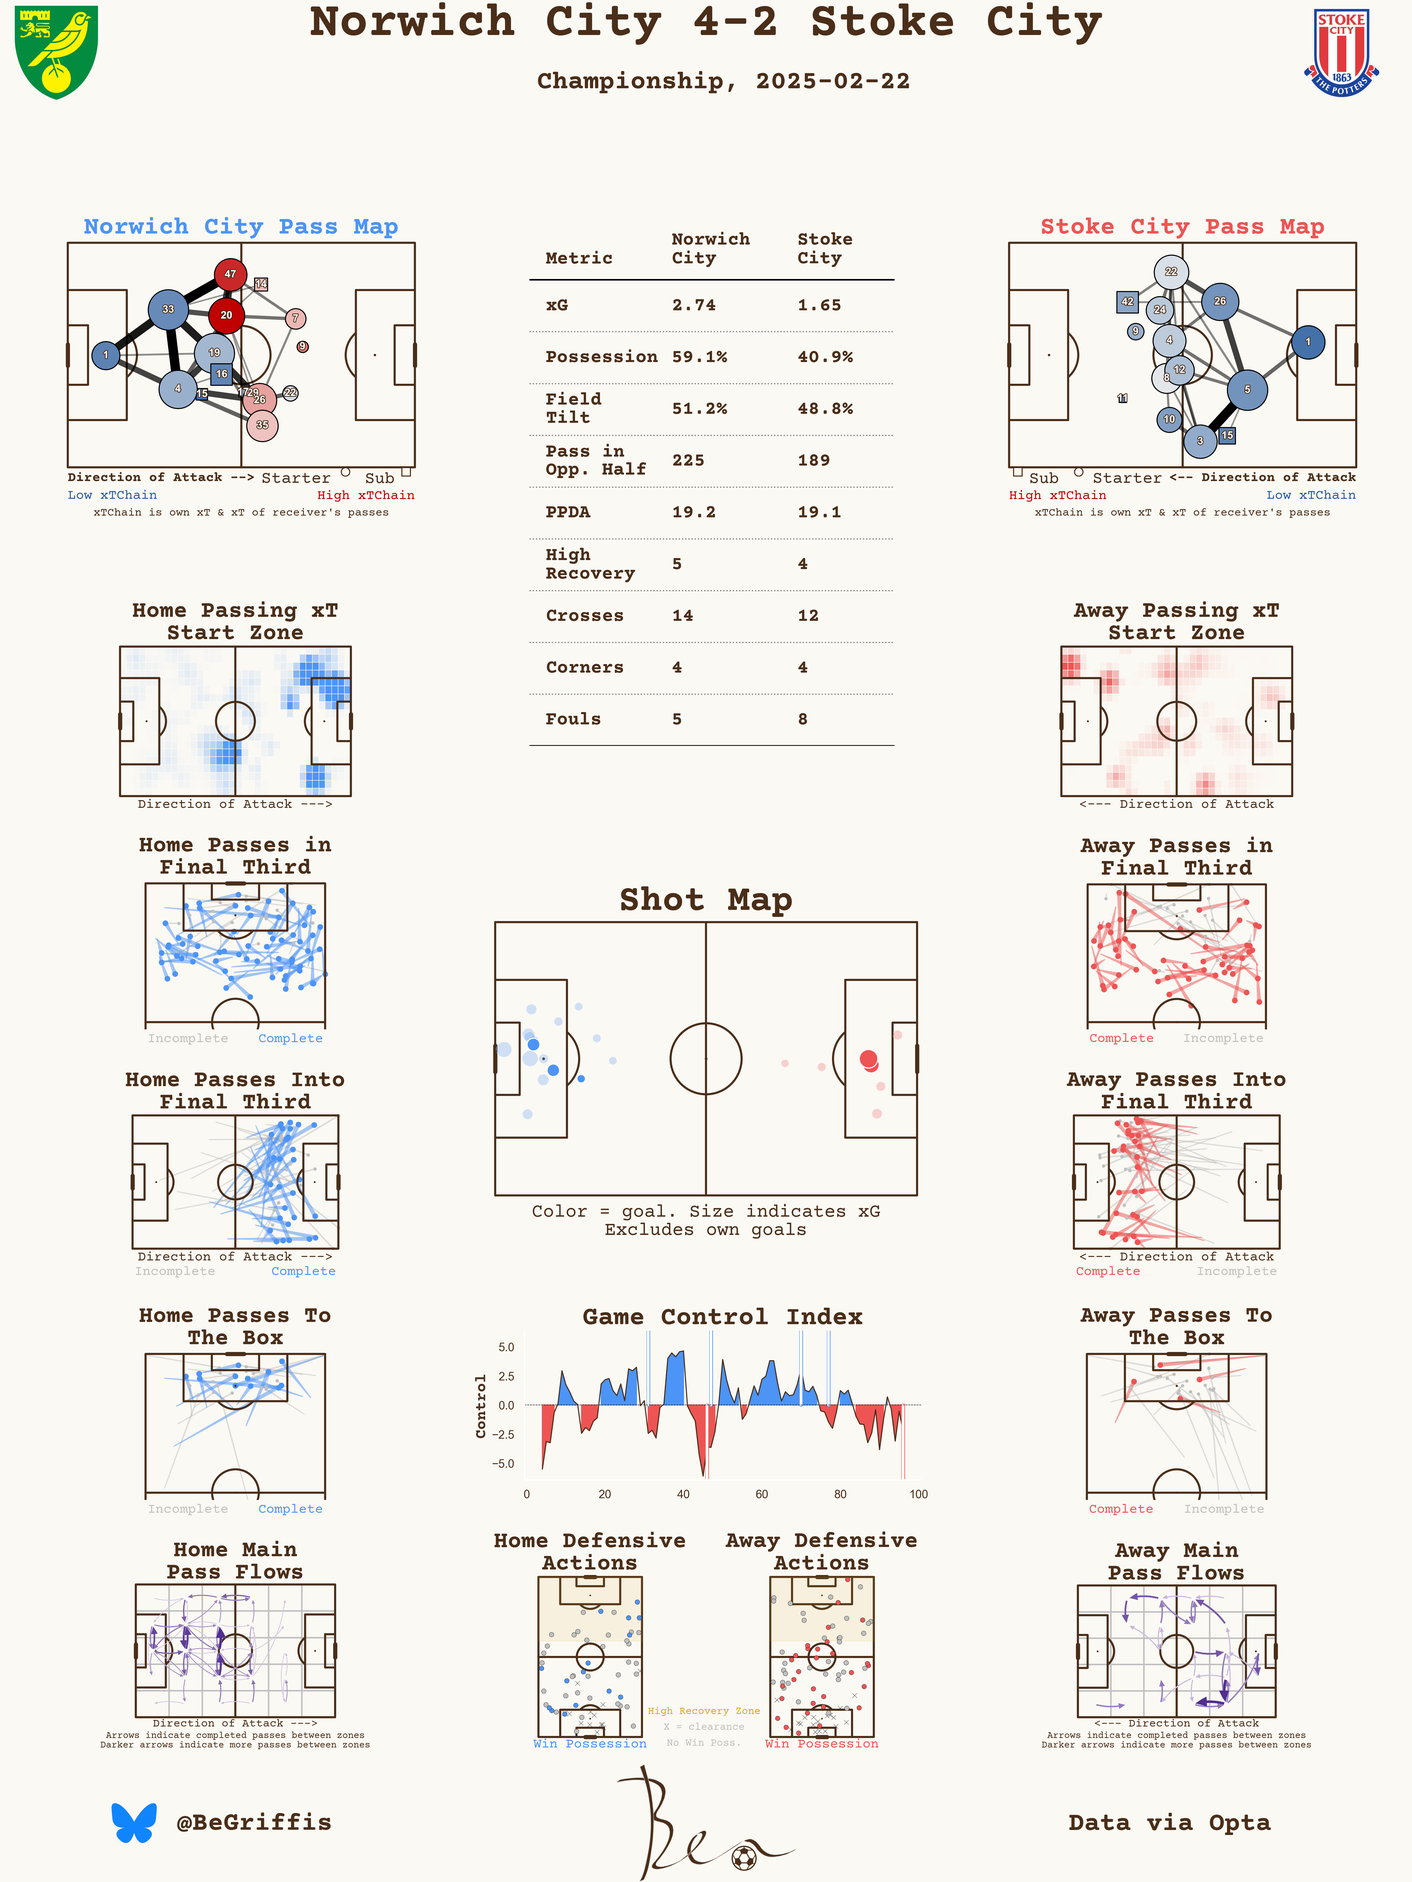 Norwich City 4-2 Stoke City
Championship, 2025-02-22
STOKE
CITY
1863
THE POTTERS
Norwich City Pass Map
47
14
33
20
7
9
1
19
16
4
15
17
29
26
22
35
Direction of Attack --> Starter Sub
Low xTChain High xTChain
xTChain is own xT & xT of receiver's passes
Metric Norwich City Stoke City
xG 2.74 1.65
Possession 59.1% 40.9%
Field Tilt 51.2% 48.8%
Pass in Opp. Half 225 189
PPDA 19.2 19.1
High Recovery 5 4
Crosses 14 12
Corners 4 4
Fouls 5 8
Stoke City Pass Map
22
42
24
26
9
4
1
8
12
5
11
10
3
15
Sub Starter <-- Direction of Attack
High xTChain Low xTChain
xTChain is own xT & xT of receiver's passes
Home Passing xT
Start Zone
Direction of Attack --->
Away Passing xT
Start Zone
<--- Direction of Attack
Home Passes in
Final Third
Incomplete Complete
Away Passes in
Final Third
Complete Incomplete
Shot Map
Color = goal. Size indicates xG
Excludes own goals
Home Passes Into
Final Third
Direction of Attack --->
Incomplete Complete
Away Passes Into
Final Third
<--- Direction of Attack
Complete Incomplete
Home Passes To
The Box
Incomplete Complete
Game Control Index
Control
5.0
2.5
0.0
−2.5
−5.0
0 20 40 60 80 100
Away Passes To
The Box
Complete Incomplete
Home Main
Pass Flows
Direction of Attack --->
Arrows indicate completed passes between zones
Darker arrows indicate more passes between zones
Home Defensive
Actions
Win Possession
High Recovery Zone
X = clearance
No Win Poss.
Away Defensive
Actions
Win Possession
Away Main
Pass Flows
<--- Direction of Attack
Arrows indicate completed passes between zones
Darker arrows indicate more passes between zones
@BeGriffis
Ben
Data via Opta